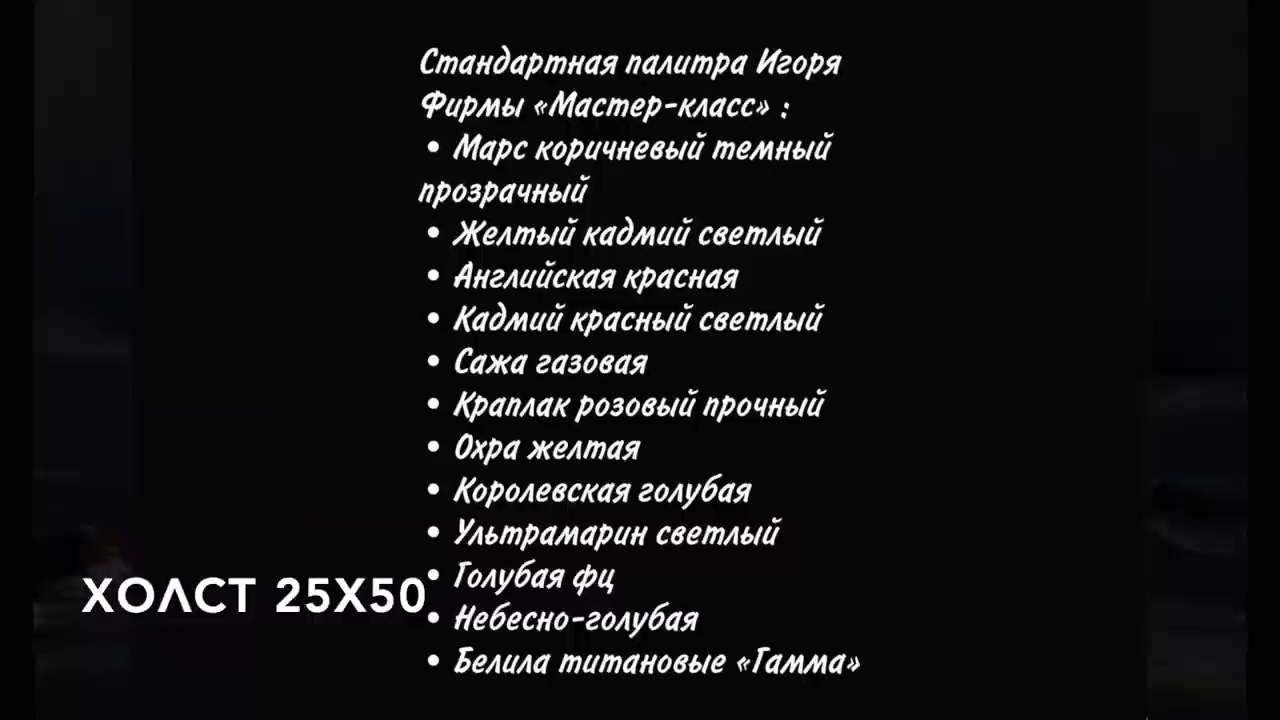 Стандартная палитра Игоря
Фирмы «Мастер-класс» :
• Марс коричневый темный
прозрачный
• Желтый кадмий светлый
• Английская красная
• Кадмий красный светлый
• Сажа газовая
• Краплак розовый прочный
• Охра желтая
• Королевская голубая
• Ультрамарин светлый
• Голубая фц
ХОЛСТ 25Х50
• Небесно-голубая
• Белила титановые «Гамма»